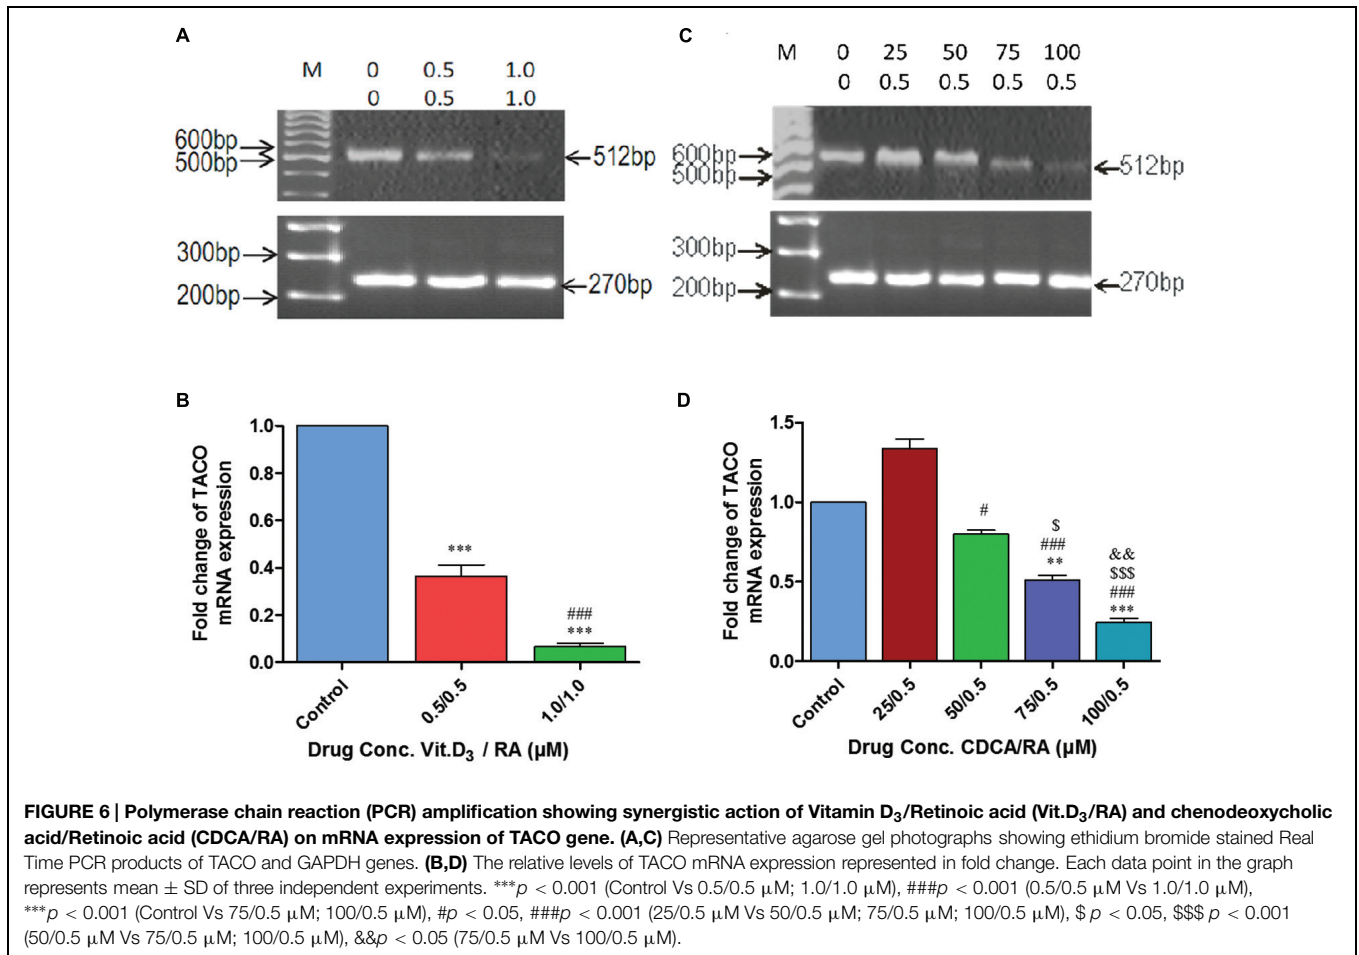 A
M 0 0.5 1.0
0 0.5 1.0
600bp
500bp
512bp
300bp
200bp
270bp
C
M 0 25 50 75 100
0 0.5 0.5 0.5 0.5
600bp
500bp
512bp
300bp
200bp
270bp
B
Fold change of TACO
mRNA expression
1.0
0.8
0.6
0.4
0.2
0.0
***
###
***
Control
0.5/0.5
1.0/1.0
Drug Conc. Vit.D₃ / RA (µM)
D
Fold change of TACO
mRNA expression
1.5
1.0
0.5
0.0
#
$
###
**
&&
$$$
###
***
Control
25/0.5
50/0.5
75/0.5
100/0.5
Drug Conc. CDCA/RA (µM)
FIGURE 6 | Polymerase chain reaction (PCR) amplification showing synergistic action of Vitamin D₃/Retinoic acid (Vit.D₃/RA) and chenodeoxycholic
acid/Retinoic acid (CDCA/RA) on mRNA expression of TACO gene. (A,C) Representative agarose gel photographs showing ethidium bromide stained Real
Time PCR products of TACO and GAPDH genes. (B,D) The relative levels of TACO mRNA expression represented in fold change. Each data point in the graph
represents mean ± SD of three independent experiments. ***p < 0.001 (Control Vs 0.5/0.5 µM; 1.0/1.0 µM), ###p < 0.001 (0.5/0.5 µM Vs 1.0/1.0 µM),
***p < 0.001 (Control Vs 75/0.5 µM; 100/0.5 µM), #p < 0.05, ###p < 0.001 (25/0.5 µM Vs 50/0.5 µM; 75/0.5 µM; 100/0.5 µM), $ p < 0.05, $$$ p < 0.001
(50/0.5 µM Vs 75/0.5 µM; 100/0.5 µM), &&p < 0.05 (75/0.5 µM Vs 100/0.5 µM).